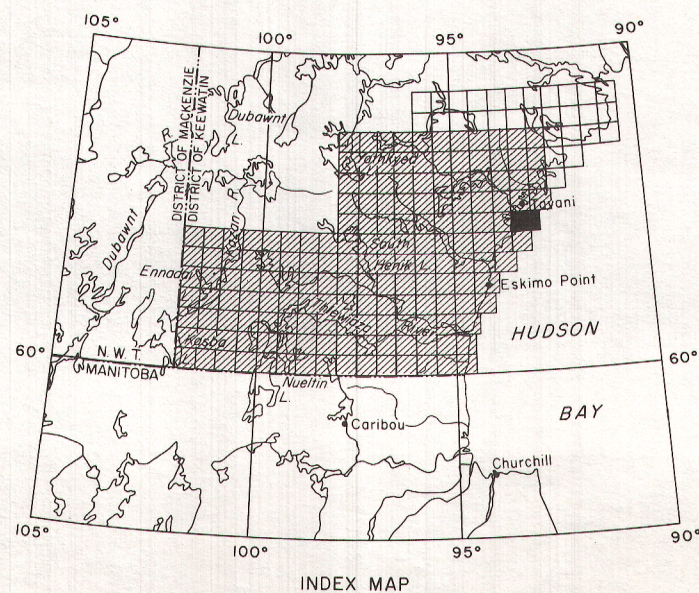 105°
100°
95°
90°
Dubawnt
L.
R.
DISTRICT OF MACKENZIE
DISTRICT OF KEEWATIN
Yathkyed
L.
Tavani
Kazan R.
Dubawnt
South
Henik L.
Ennadai
L.
Eskimo Point
Thlewiaza
River
HUDSON
Kasba
L.
60°
N. W. T.
MANITOBA
60°
Nueltin
L.
BAY
Caribou
Churchill
105°
100°
95°
90°
INDEX MAP